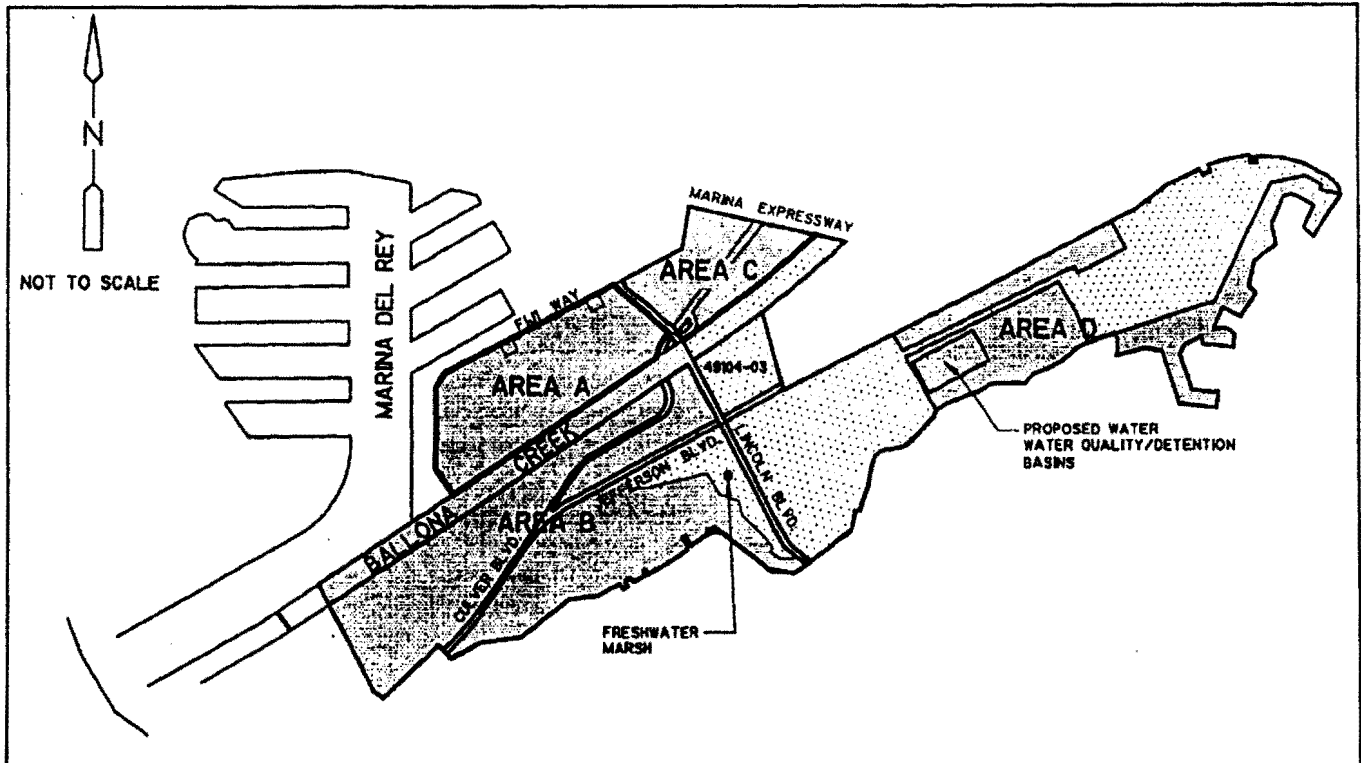 N
NOT TO SCALE
MARINA DEL REY
MARINA EXPRESSWAY
AREA C
FIJI WAY
AREA A
49104-03
AREA D
BALLONA CREEK
JEFFERSON BLVD.
LINCOLN BLVD.
AREA B
CULVER BLVD.
PROPOSED WATER
WATER QUALITY/DETENTION
BASINS
FRESHWATER
MARSH